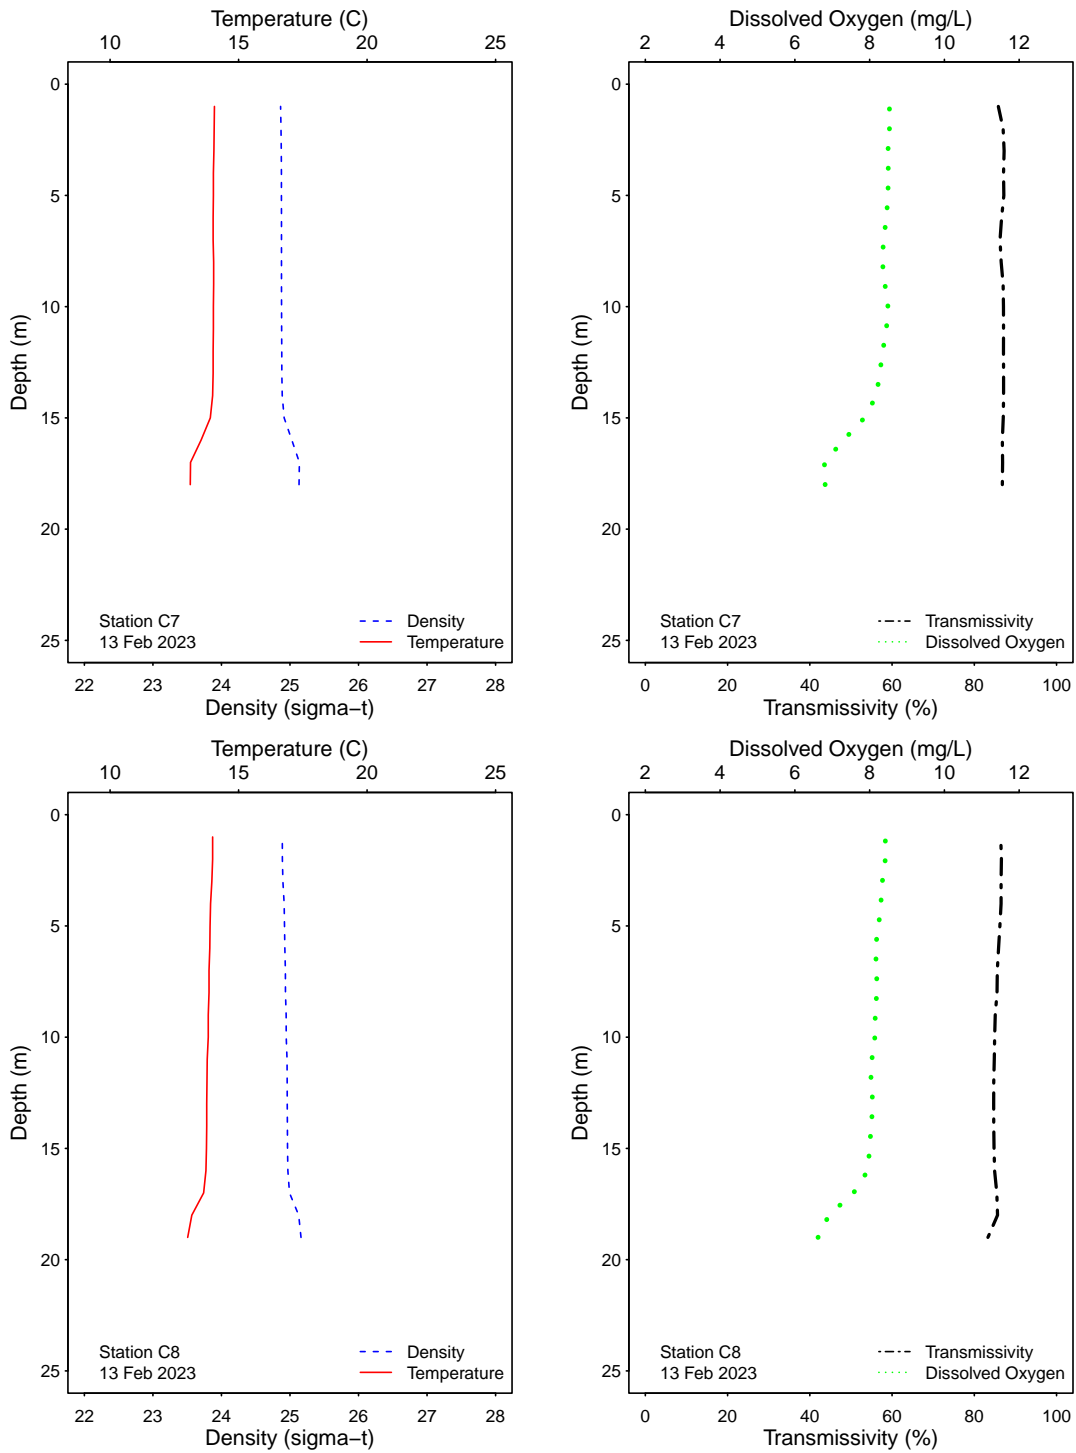 Temperature (C)
10 15 20 25
0
5
10
15
20
25
Depth (m)
Station C7
13 Feb 2023
Density
Temperature
22 23 24 25 26 27 28
Density (sigma−t)
Dissolved Oxygen (mg/L)
2 4 6 8 10 12
0
5
10
15
20
25
Depth (m)
Station C7
13 Feb 2023
Transmissivity
Dissolved Oxygen
0 20 40 60 80 100
Transmissivity (%)
Temperature (C)
10 15 20 25
0
5
10
15
20
25
Depth (m)
Station C8
13 Feb 2023
Density
Temperature
22 23 24 25 26 27 28
Density (sigma−t)
Dissolved Oxygen (mg/L)
2 4 6 8 10 12
0
5
10
15
20
25
Depth (m)
Station C8
13 Feb 2023
Transmissivity
Dissolved Oxygen
0 20 40 60 80 100
Transmissivity (%)